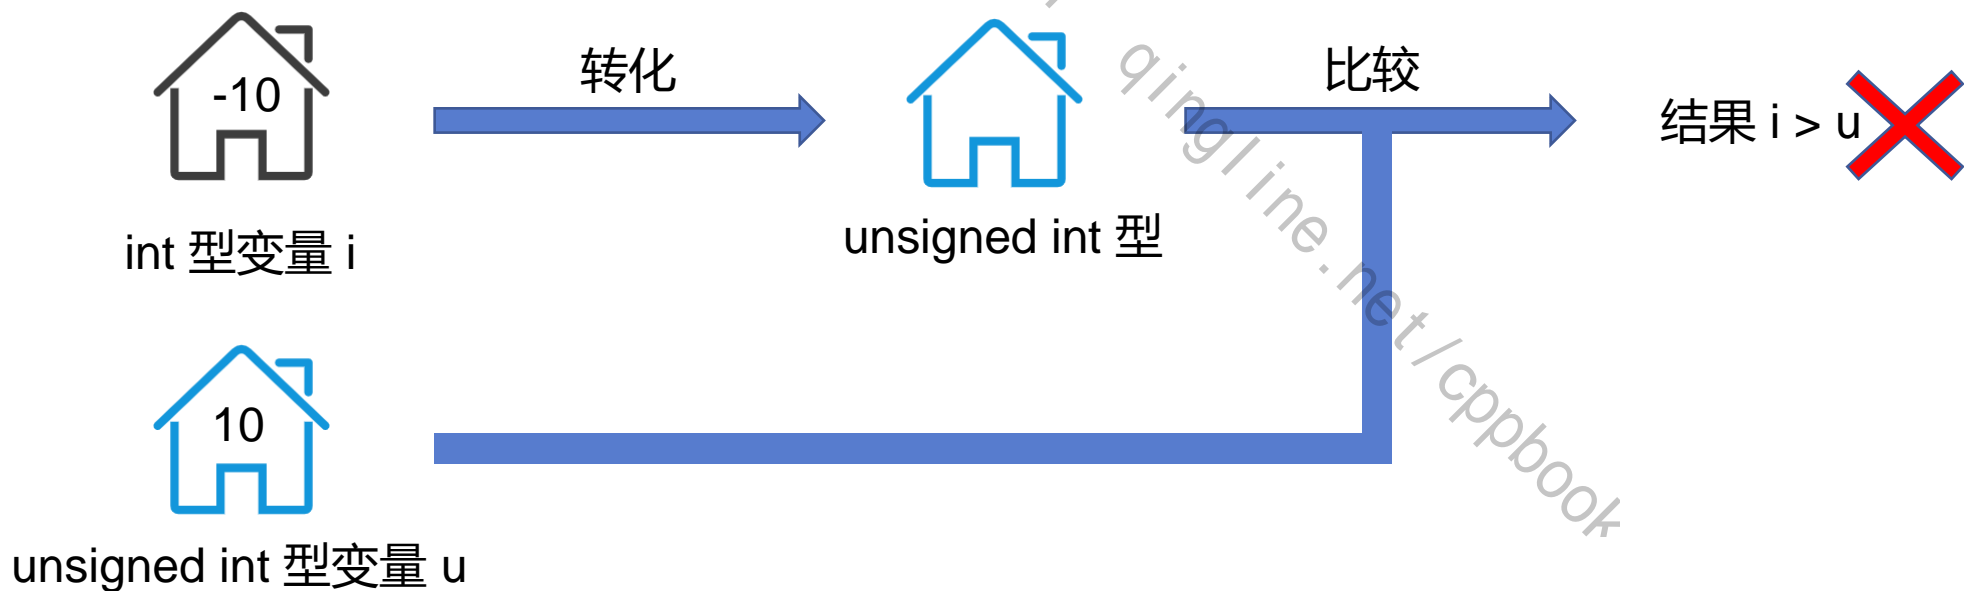 -10
转化
比较
结果 i > u
int 型变量 i
unsigned int 型
10
unsigned int 型变量 u
qingline.net/cppbook